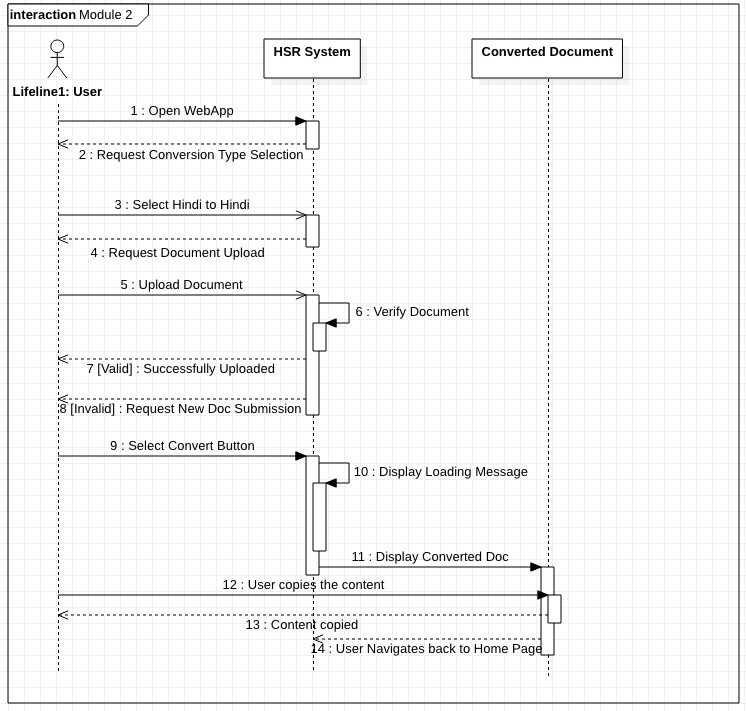 interaction Module 2
HSR System
Converted Document
Lifeline1: User
1 : Open WebApp
2 : Request Conversion Type Selection
3 : Select Hindi to Hindi
4 : Request Document Upload
5 : Upload Document
6 : Verify Document
7 [Valid] : Successfully Uploaded
8 [Invalid] : Request New Doc Submission
9 : Select Convert Button
10 : Display Loading Message
11 : Display Converted Doc
12 : User copies the content
13 : Content copied
14 : User Navigates back to Home Page